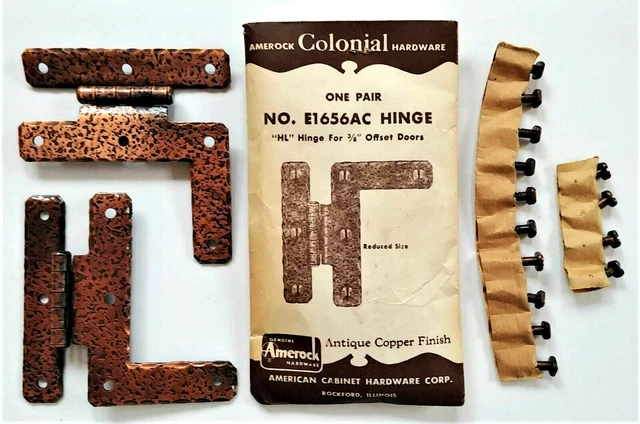 AMEROCK Colonial HARDWARE
ONE PAIR
NO. E1656AC HINGE
"HL" Hinge For 3/8" Offset Doors
Reduced Size
GENUINE
Amerock
HARDWARE
Antique Copper Finish
AMERICAN CABINET HARDWARE CORP.
ROCKFORD, ILLINOIS